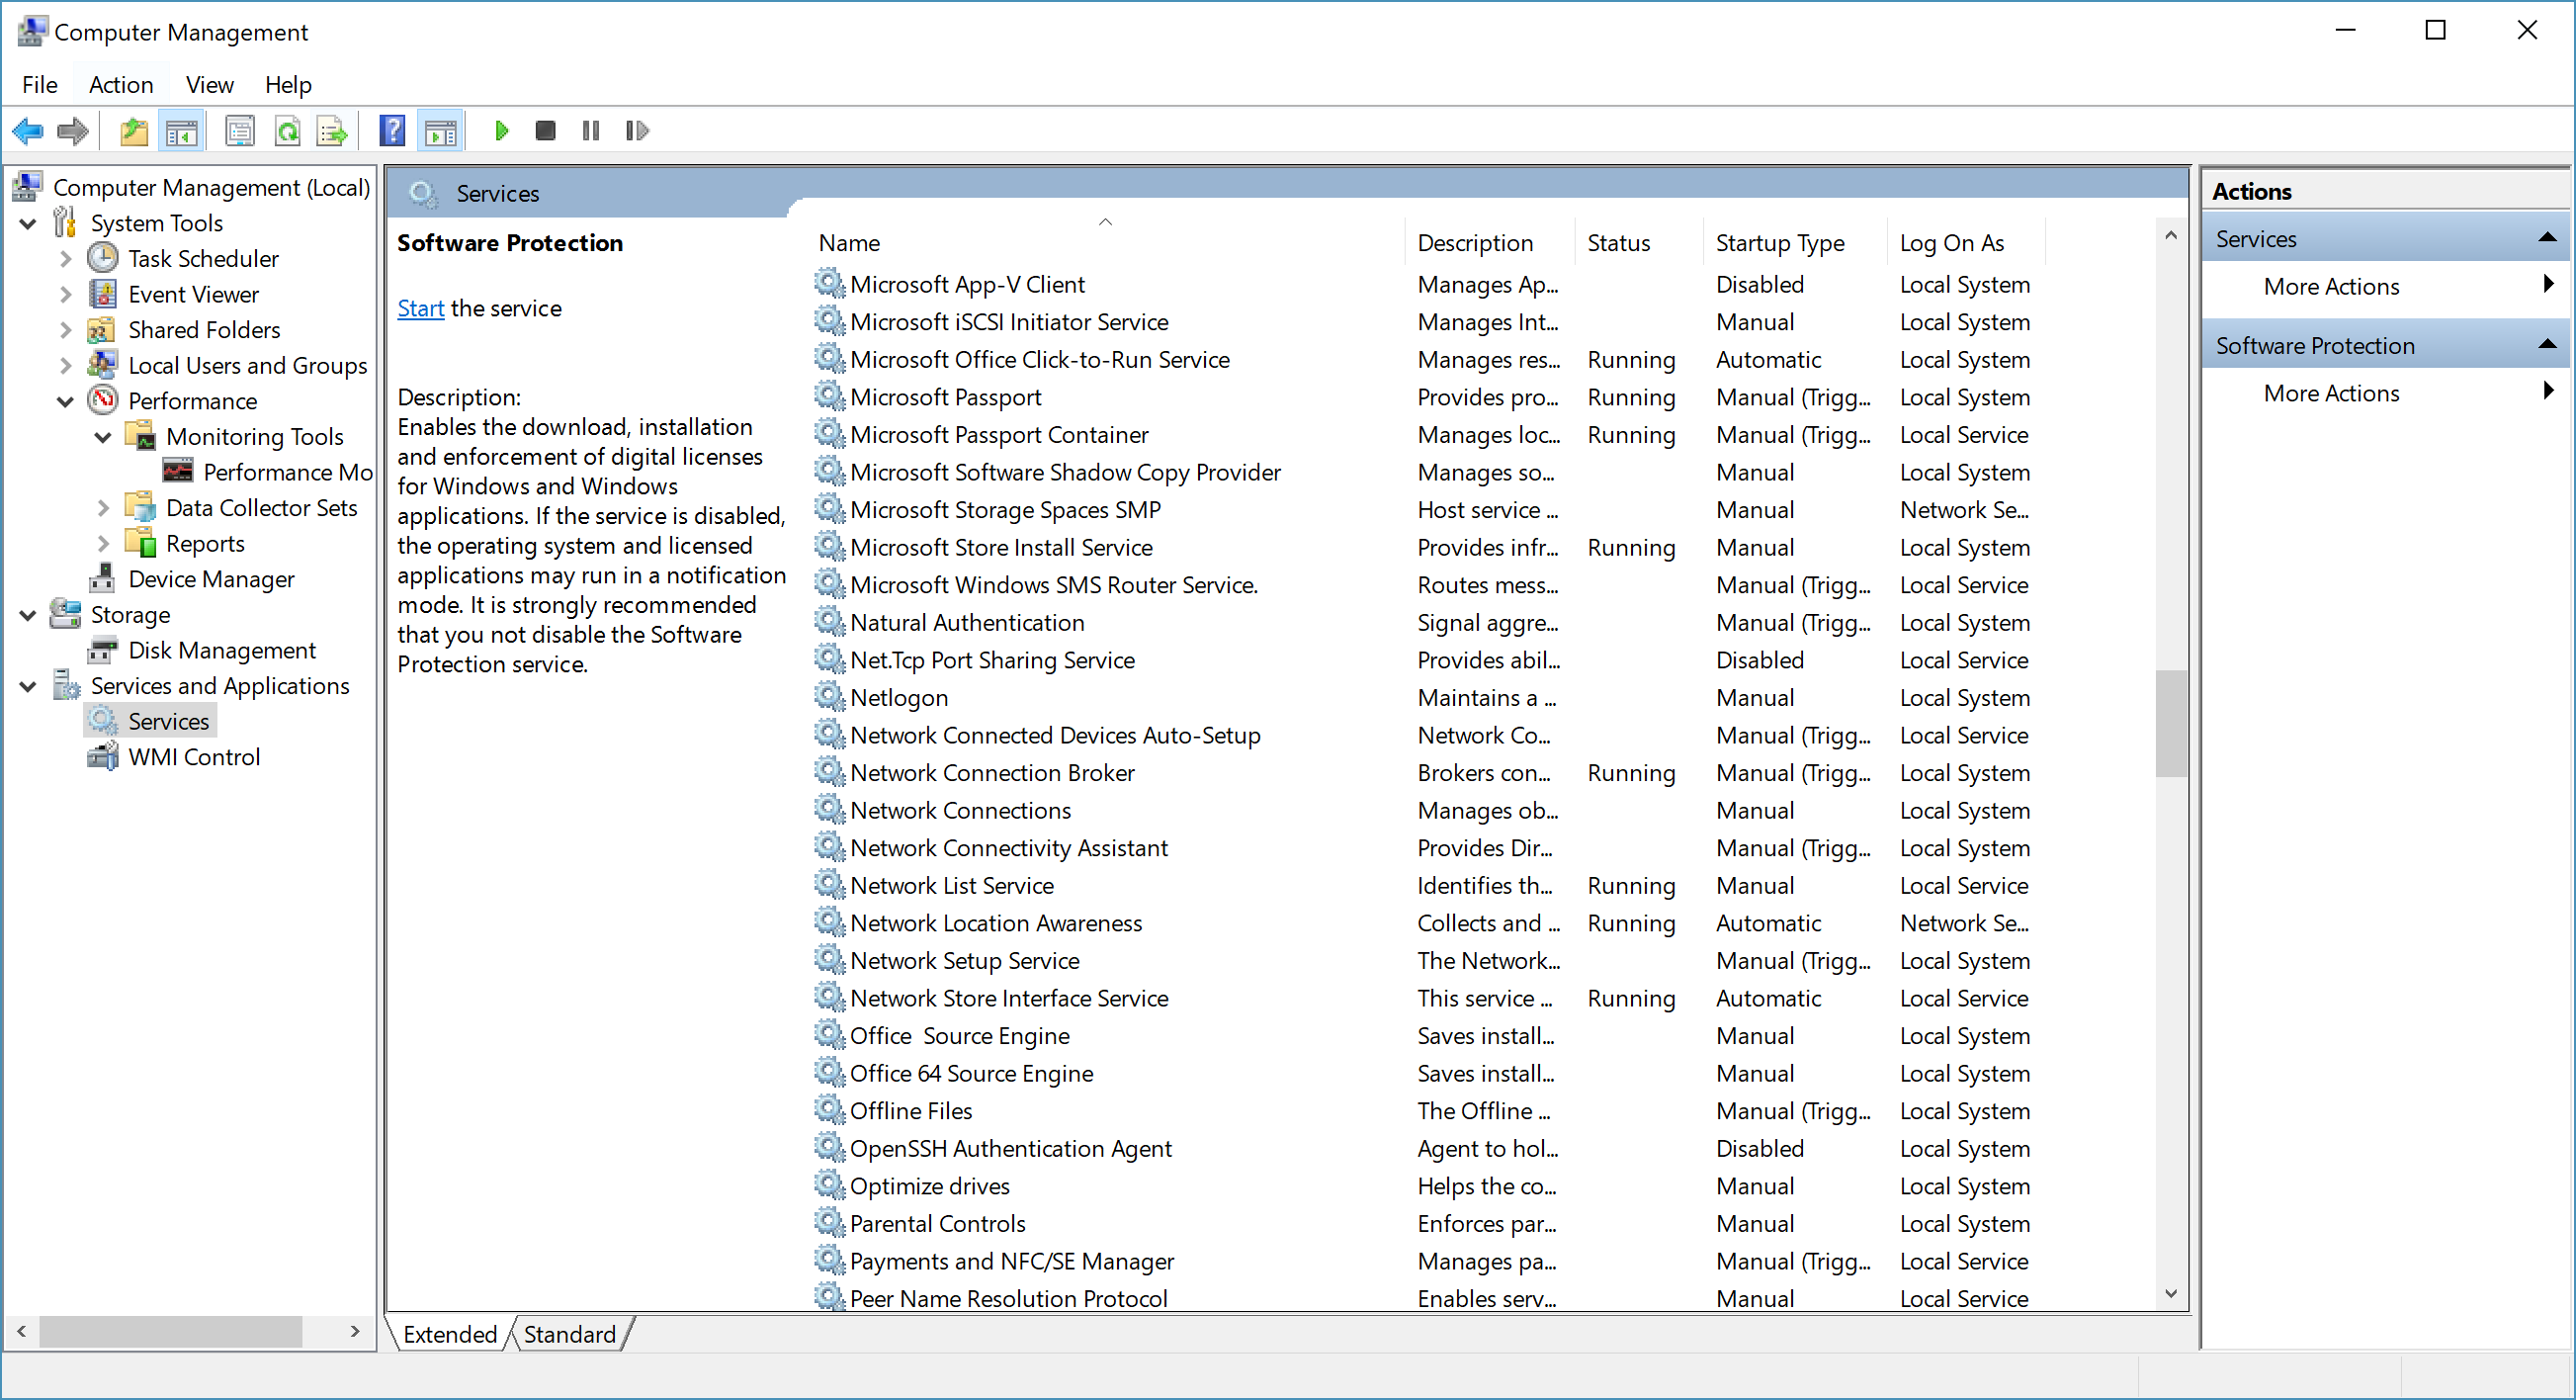 Computer Management
File Action View Help
Computer Management (Local)
System Tools
Task Scheduler
Event Viewer
Shared Folders
Local Users and Groups
Performance
Monitoring Tools
Performance Mo
Data Collector Sets
Reports
Device Manager
Storage
Disk Management
Services and Applications
Services
WMI Control
Services
Software Protection
Start the service
Description:
Enables the download, installation
and enforcement of digital licenses
for Windows and Windows
applications. If the service is disabled,
the operating system and licensed
applications may run in a notification
mode. It is strongly recommended
that you not disable the Software
Protection service.
Name Description Status Startup Type Log On As
Microsoft App-V Client Manages Ap... Disabled Local System
Microsoft iSCSI Initiator Service Manages Int... Manual Local System
Microsoft Office Click-to-Run Service Manages res... Running Automatic Local System
Microsoft Passport Provides pro... Running Manual (Trigg... Local System
Microsoft Passport Container Manages loc... Running Manual (Trigg... Local Service
Microsoft Software Shadow Copy Provider Manages so... Manual Local System
Microsoft Storage Spaces SMP Host service ... Manual Network Se...
Microsoft Store Install Service Provides infr... Running Manual Local System
Microsoft Windows SMS Router Service. Routes mess... Manual (Trigg... Local Service
Natural Authentication Signal aggre... Manual (Trigg... Local System
Net.Tcp Port Sharing Service Provides abil... Disabled Local Service
Netlogon Maintains a ... Manual Local System
Network Connected Devices Auto-Setup Network Co... Manual (Trigg... Local Service
Network Connection Broker Brokers con... Running Manual (Trigg... Local System
Network Connections Manages ob... Manual Local System
Network Connectivity Assistant Provides Dir... Manual (Trigg... Local System
Network List Service Identifies th... Running Manual Local Service
Network Location Awareness Collects and ... Running Automatic Network Se...
Network Setup Service The Network... Manual (Trigg... Local System
Network Store Interface Service This service ... Running Automatic Local Service
Office  Source Engine Saves install... Manual Local System
Office 64 Source Engine Saves install... Manual Local System
Offline Files The Offline ... Manual (Trigg... Local System
OpenSSH Authentication Agent Agent to hol... Disabled Local System
Optimize drives Helps the co... Manual Local System
Parental Controls Enforces par... Manual Local System
Payments and NFC/SE Manager Manages pa... Manual (Trigg... Local Service
Peer Name Resolution Protocol Enables serv... Manual Local Service
Extended Standard
Actions
Services
More Actions
Software Protection
More Actions